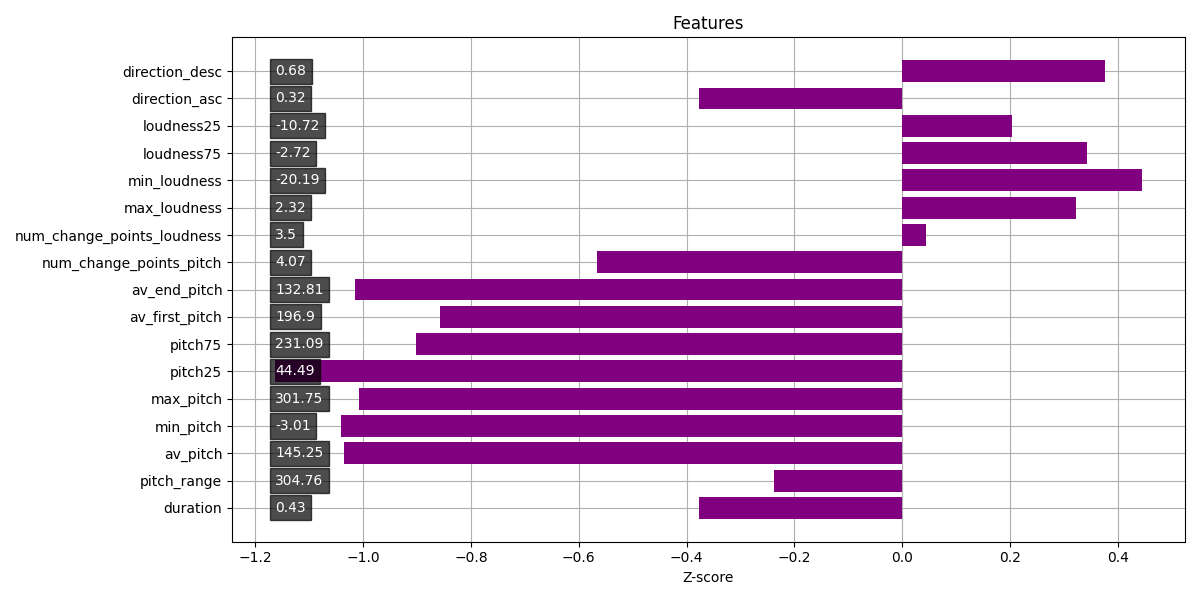 Features
direction_desc 0.68
direction_asc 0.32
loudness25 -10.72
loudness75 -2.72
min_loudness -20.19
max_loudness 2.32
num_change_points_loudness 3.5
num_change_points_pitch 4.07
av_end_pitch 132.81
av_first_pitch 196.9
pitch75 231.09
pitch25 44.49
max_pitch 301.75
min_pitch -3.01
av_pitch 145.25
pitch_range 304.76
duration 0.43
−1.2 −1.0 −0.8 −0.6 −0.4 −0.2 0.0 0.2 0.4
Z-score